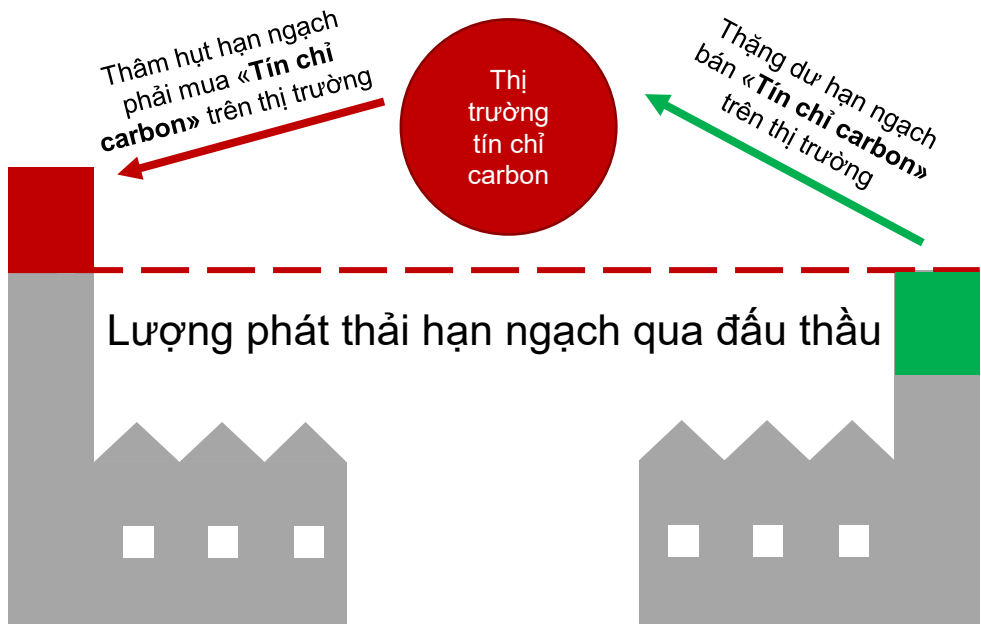 Thâm hụt hạn ngạch
phải mua «Tín chỉ
carbon» trên thị trường
Thị
trường
tín chỉ
carbon
Thặng dư hạn ngạch
bán «Tín chỉ carbon»
trên thị trường
Lượng phát thải hạn ngạch qua đấu thầu